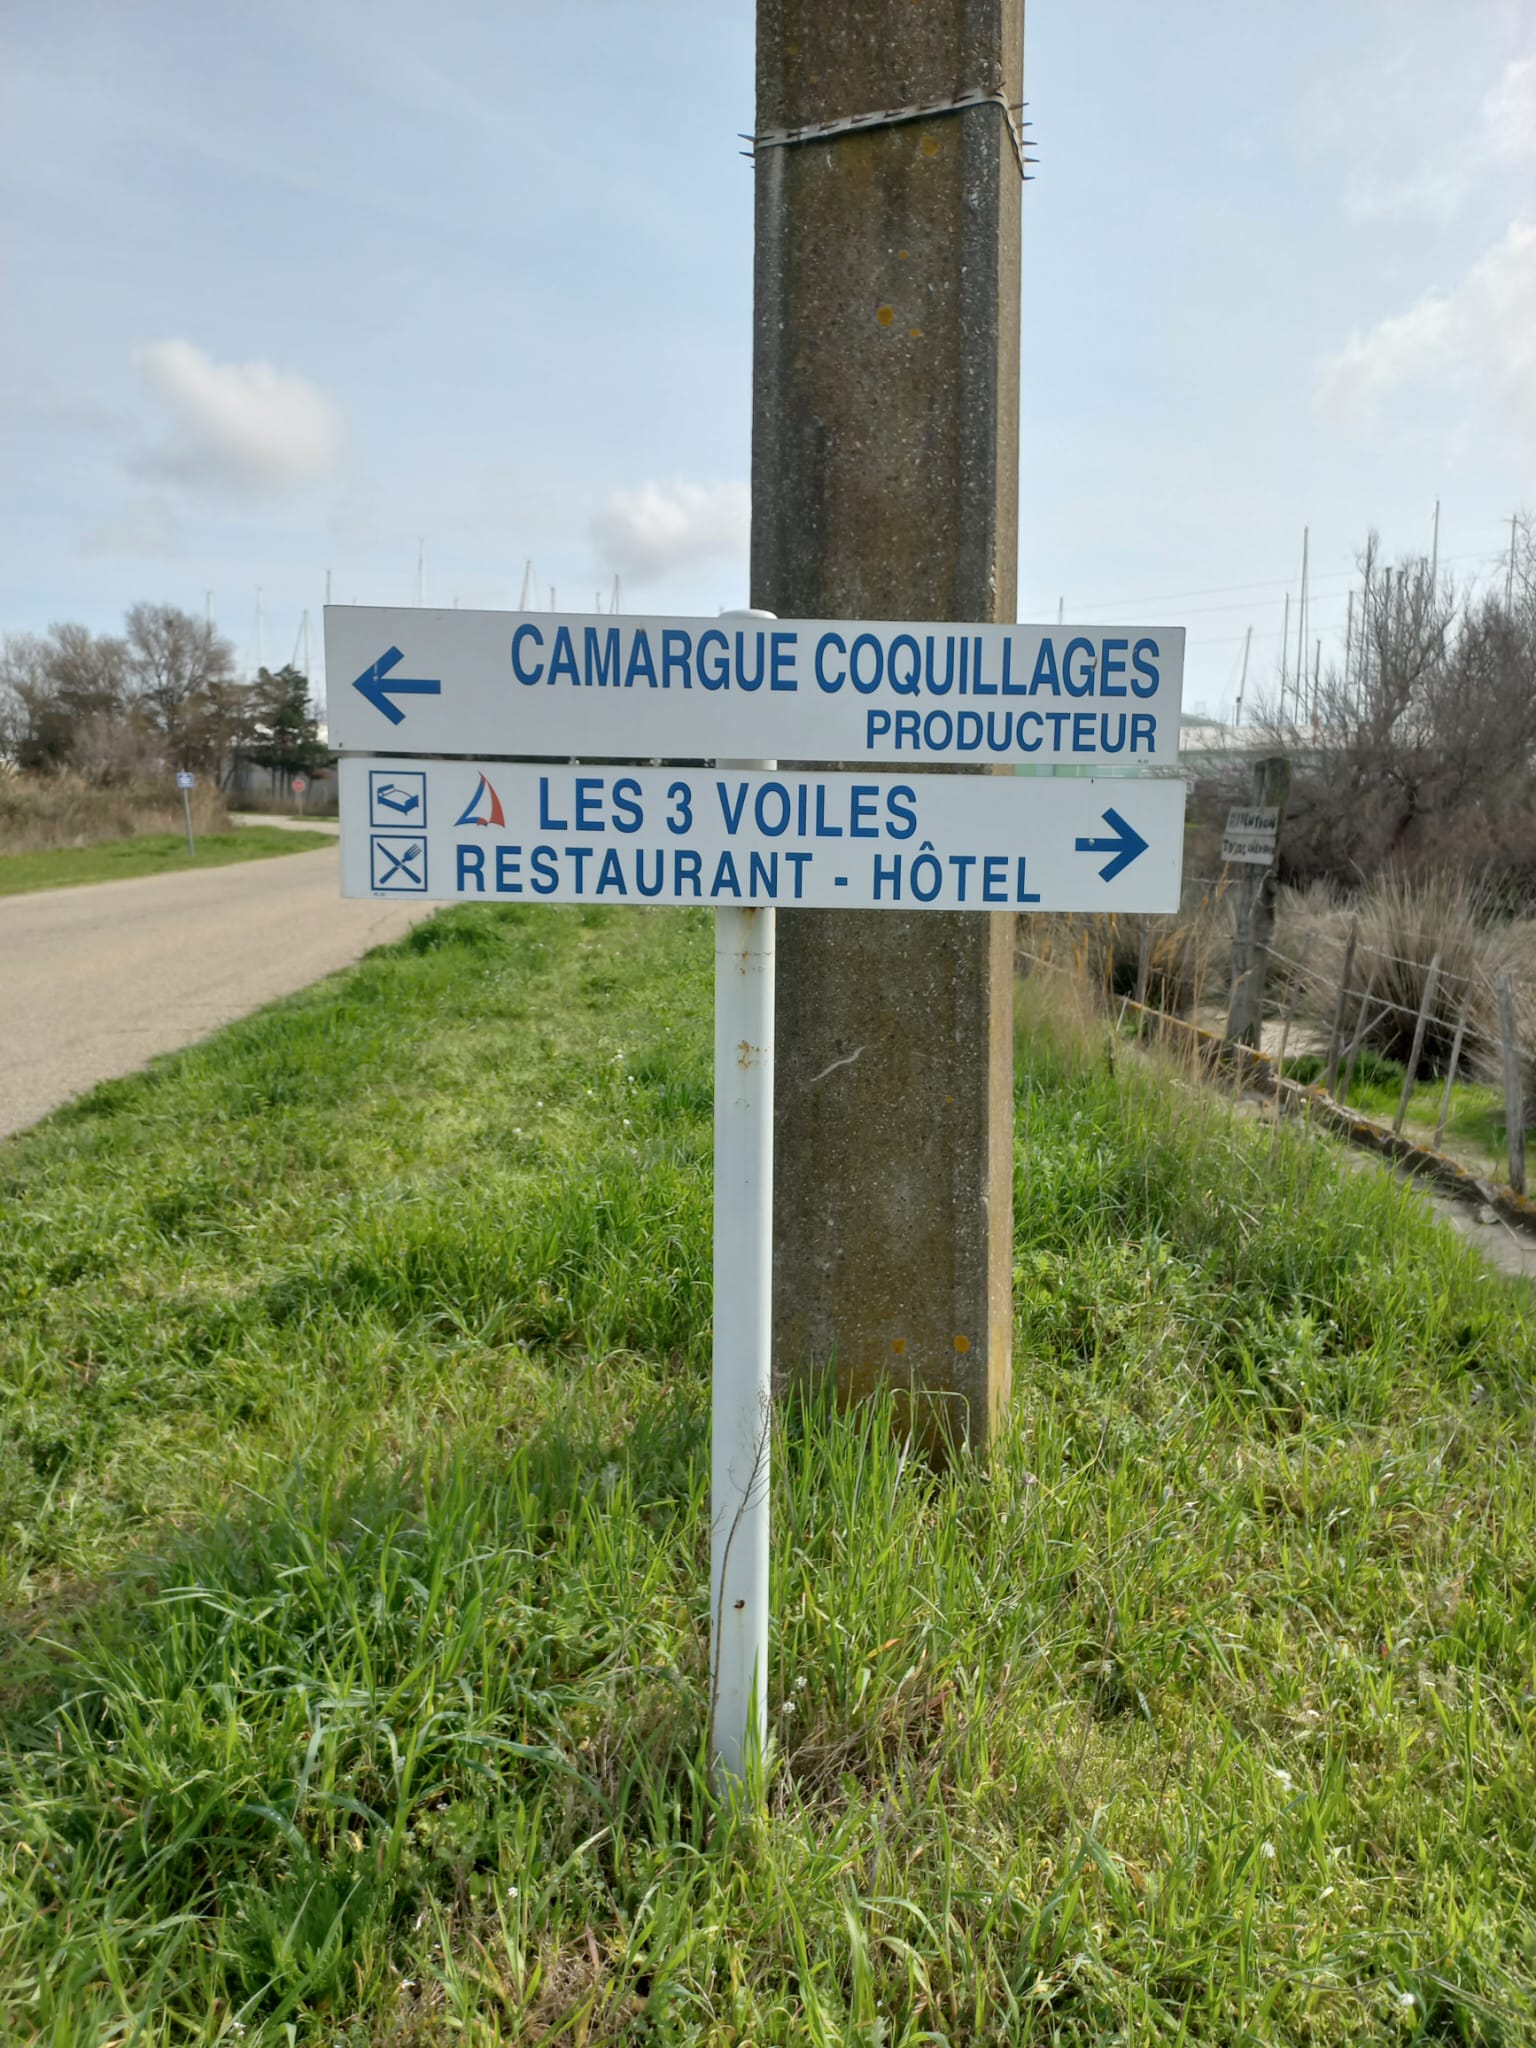 CAMARGUE COQUILLAGES
PRODUCTEUR
LES 3 VOILES
RESTAURANT - HÔTEL